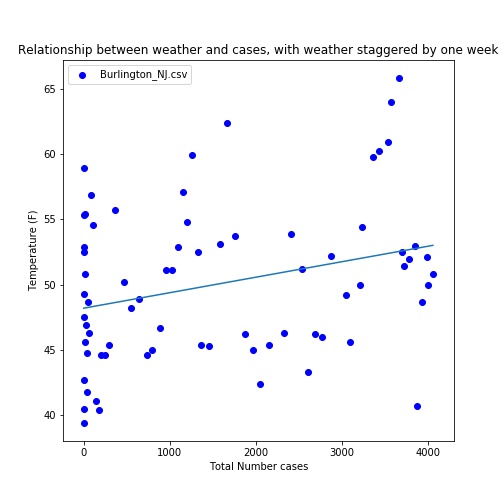 Relationship between weather and cases, with weather staggered by one week
Burlington_NJ.csv
Temperature (F)
65
60
55
50
45
40
0 1000 2000 3000 4000
Total Number cases